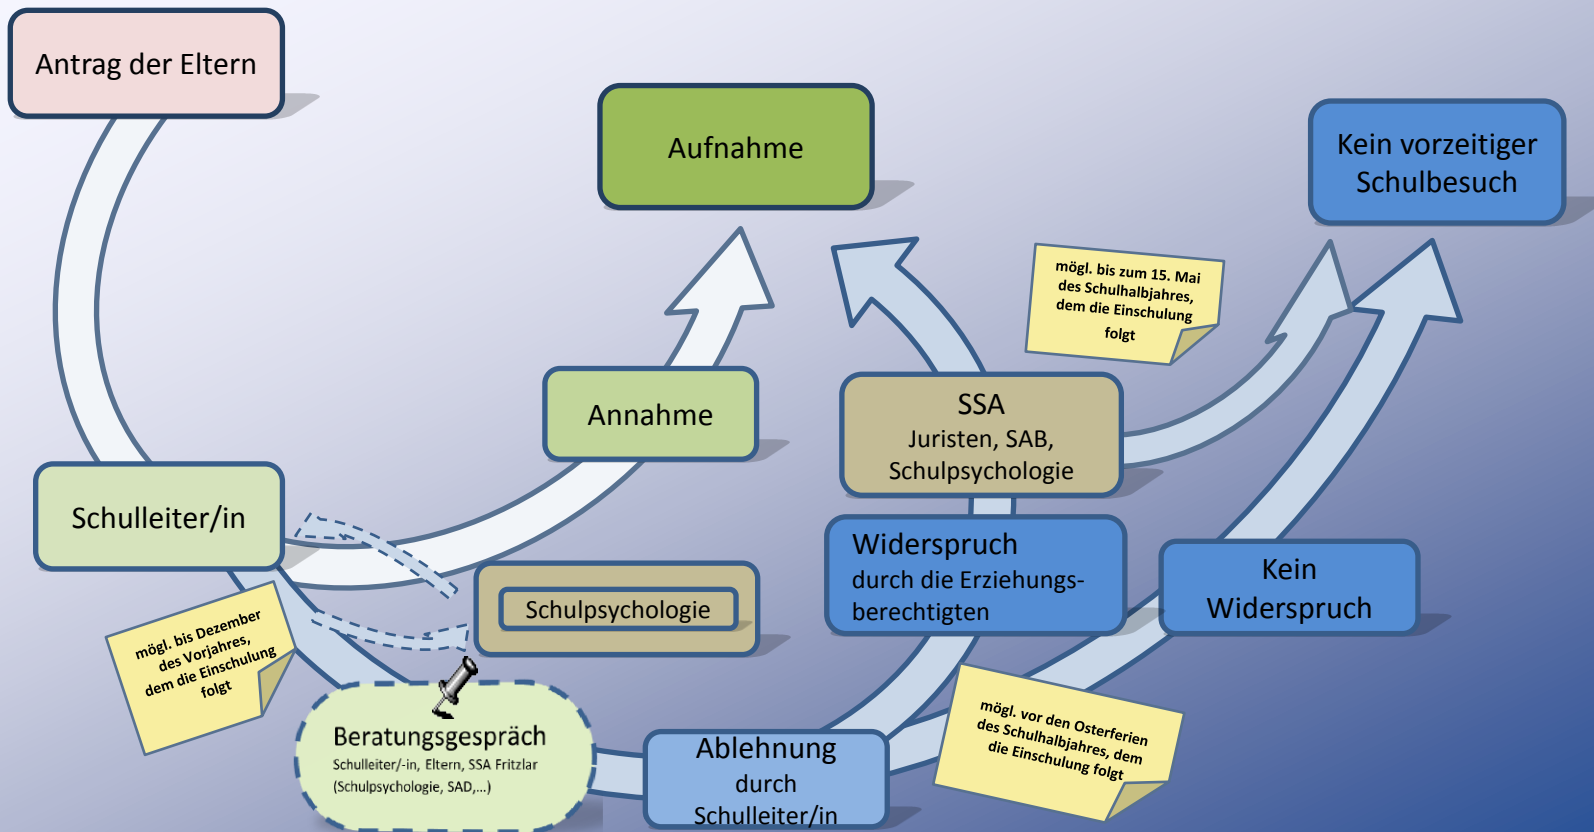 Antrag der Eltern
Aufnahme
Kein vorzeitiger
Schulbesuch
mögl. bis zum 15. Mai
des Schulhalbjahres,
dem die Einschulung
folgt
Annahme
SSA
Juristen, SAB,
Schulpsychologie
Schulleiter/in
Widerspruch
durch die Erziehungs-
berechtigten
Kein
Widerspruch
Schulpsychologie
mögl. bis Dezember
des Vorjahres,
dem die Einschulung
folgt
Beratungsgespräch
Schulleiter/-in, Eltern, SSA Fritzlar
(Schulpsychologie, SAD,...)
Ablehnung
durch
Schulleiter/in
mögl. vor den Osterferien
des Schulhalbjahres, dem
die Einschulung folgt